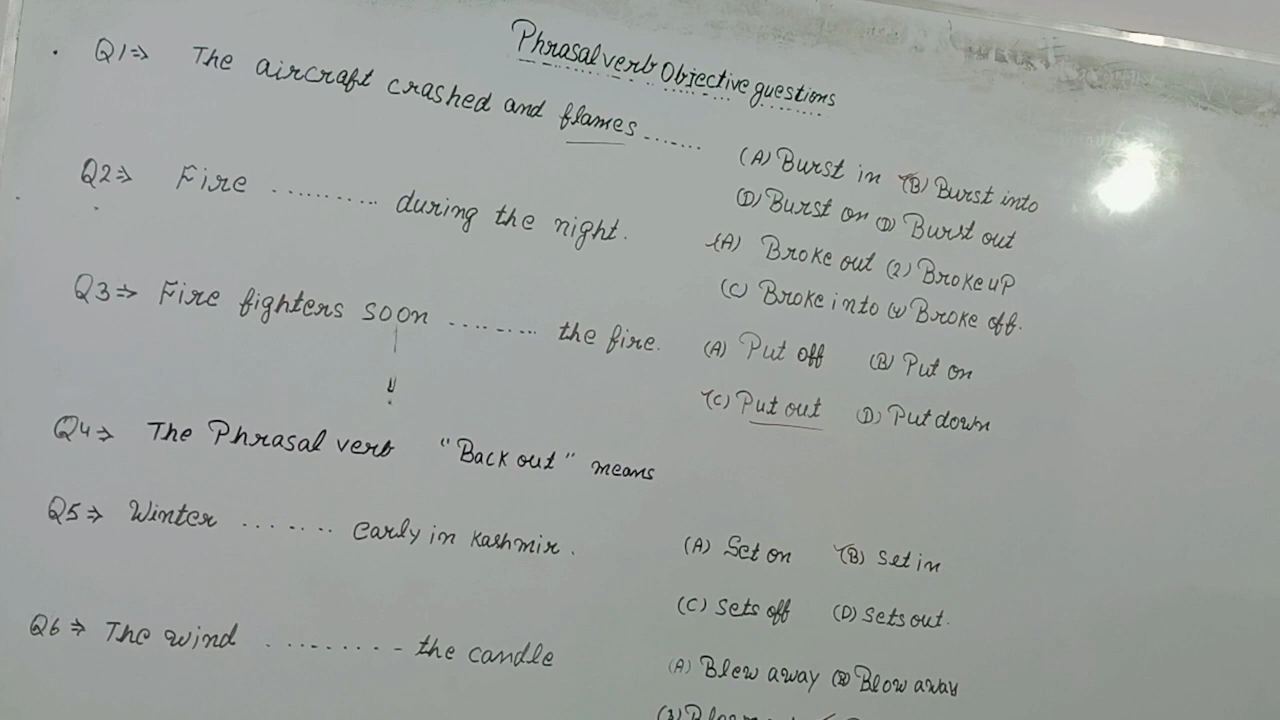 Phrasal verb Objective questions
Q1⇒ The aircraft crashed and flames.......
(A) Burst in (B) Burst into
(D) Burst on (D) Burst out
Q2⇒ Fire ........... during the night.
(A) Broke out (2) Broke up
(C) Broke into (4) Broke off.
Q3⇒ Fire fighters soon ......... the fire.
(A) Put off (B) Put on
(C) Put out (D) Put down
Q4⇒ The Phrasal verb "Back out" means
Q5⇒ Winter ....... early in Kashmir.
(A) Set on (B) Set in
(C) Sets off (D) Sets out.
Q6⇒ The wind ......... the candle
(A) Blew away (B) Blow away